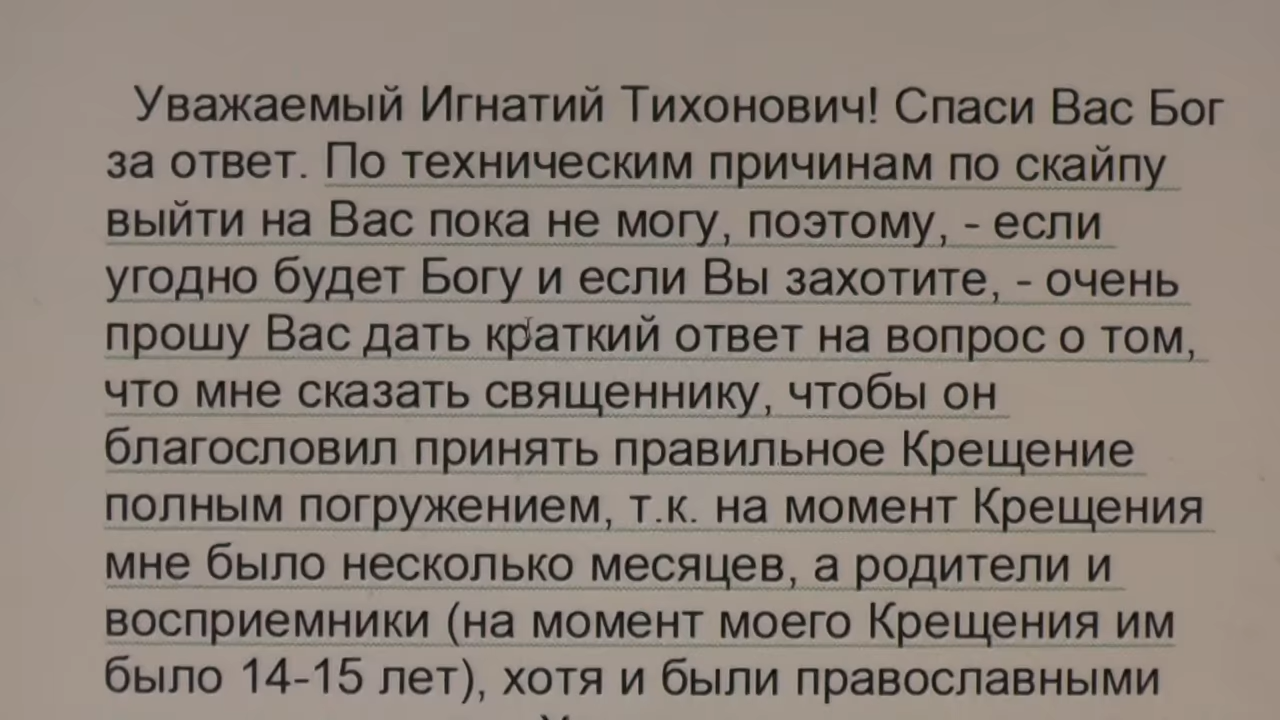 Уважаемый Игнатий Тихонович! Спаси Вас Бог
за ответ. По техническим причинам по скайпу
выйти на Вас пока не могу, поэтому, - если
угодно будет Богу и если Вы захотите, - очень
прошу Вас дать краткий ответ на вопрос о том,
что мне сказать священнику, чтобы он
благословил принять правильное Крещение
полным погружением, т.к. на момент Крещения
мне было несколько месяцев, а родители и
восприемники (на момент моего Крещения им
было 14-15 лет), хотя и были православными